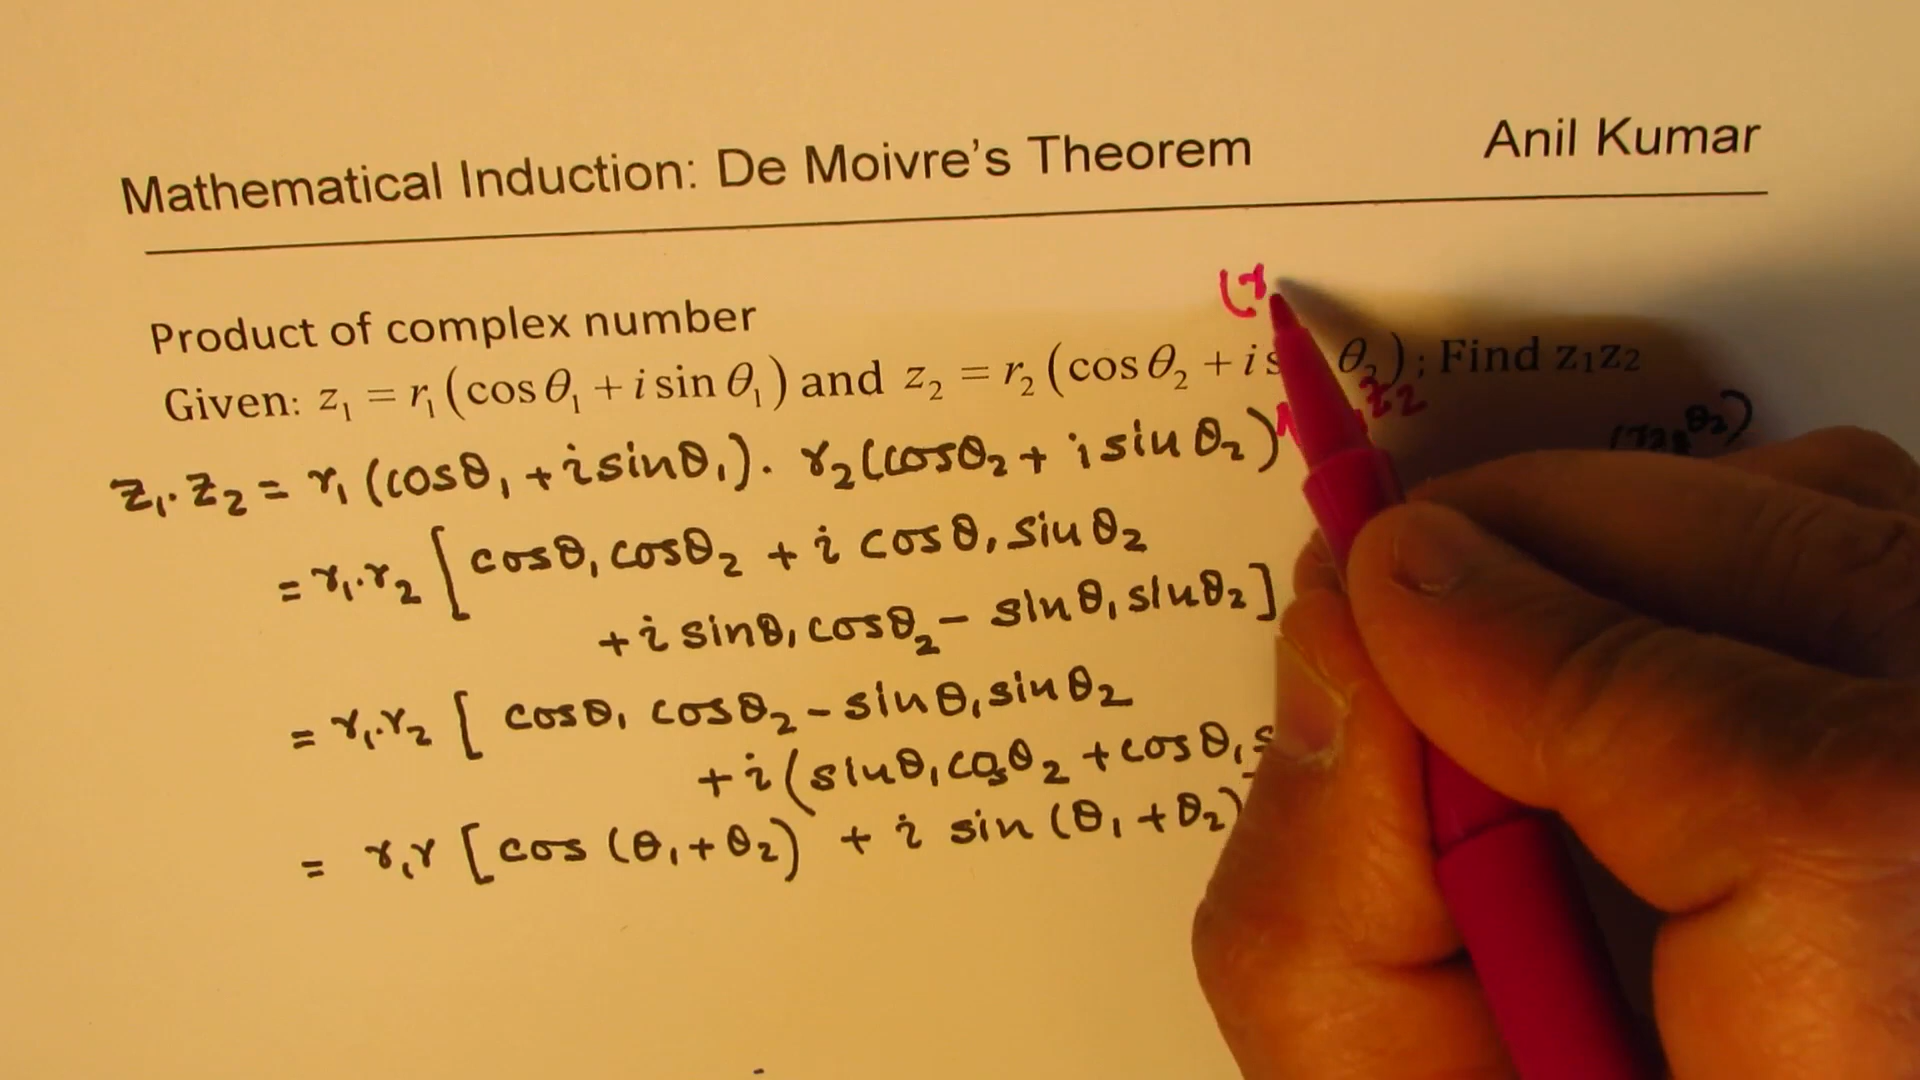 Mathematical Induction: De Moivre's Theorem Anil Kumar
Product of complex number
(r
Given: z₁ = r₁(cosθ₁ + i sin θ₁) and z₂ = r₂(cosθ₂ + i s θ₂); Find z₁z₂
z₂
z₁·z₂ = r₁(cosθ₁ + i sinθ₁)· r₂(cosθ₂ + i sin θ₂)
= r₁·r₂ [cosθ₁ cosθ₂ + i cosθ₁ sin θ₂
+ i sinθ₁ cosθ₂ - sinθ₁ sinθ₂]
= r₁·r₂ [ cosθ₁ cosθ₂ - sinθ₁ sinθ₂
+ i(sinθ₁ cosθ₂ + cosθ₁ s
= r₁r [cos (θ₁+θ₂) + i sin (θ₁+θ₂)